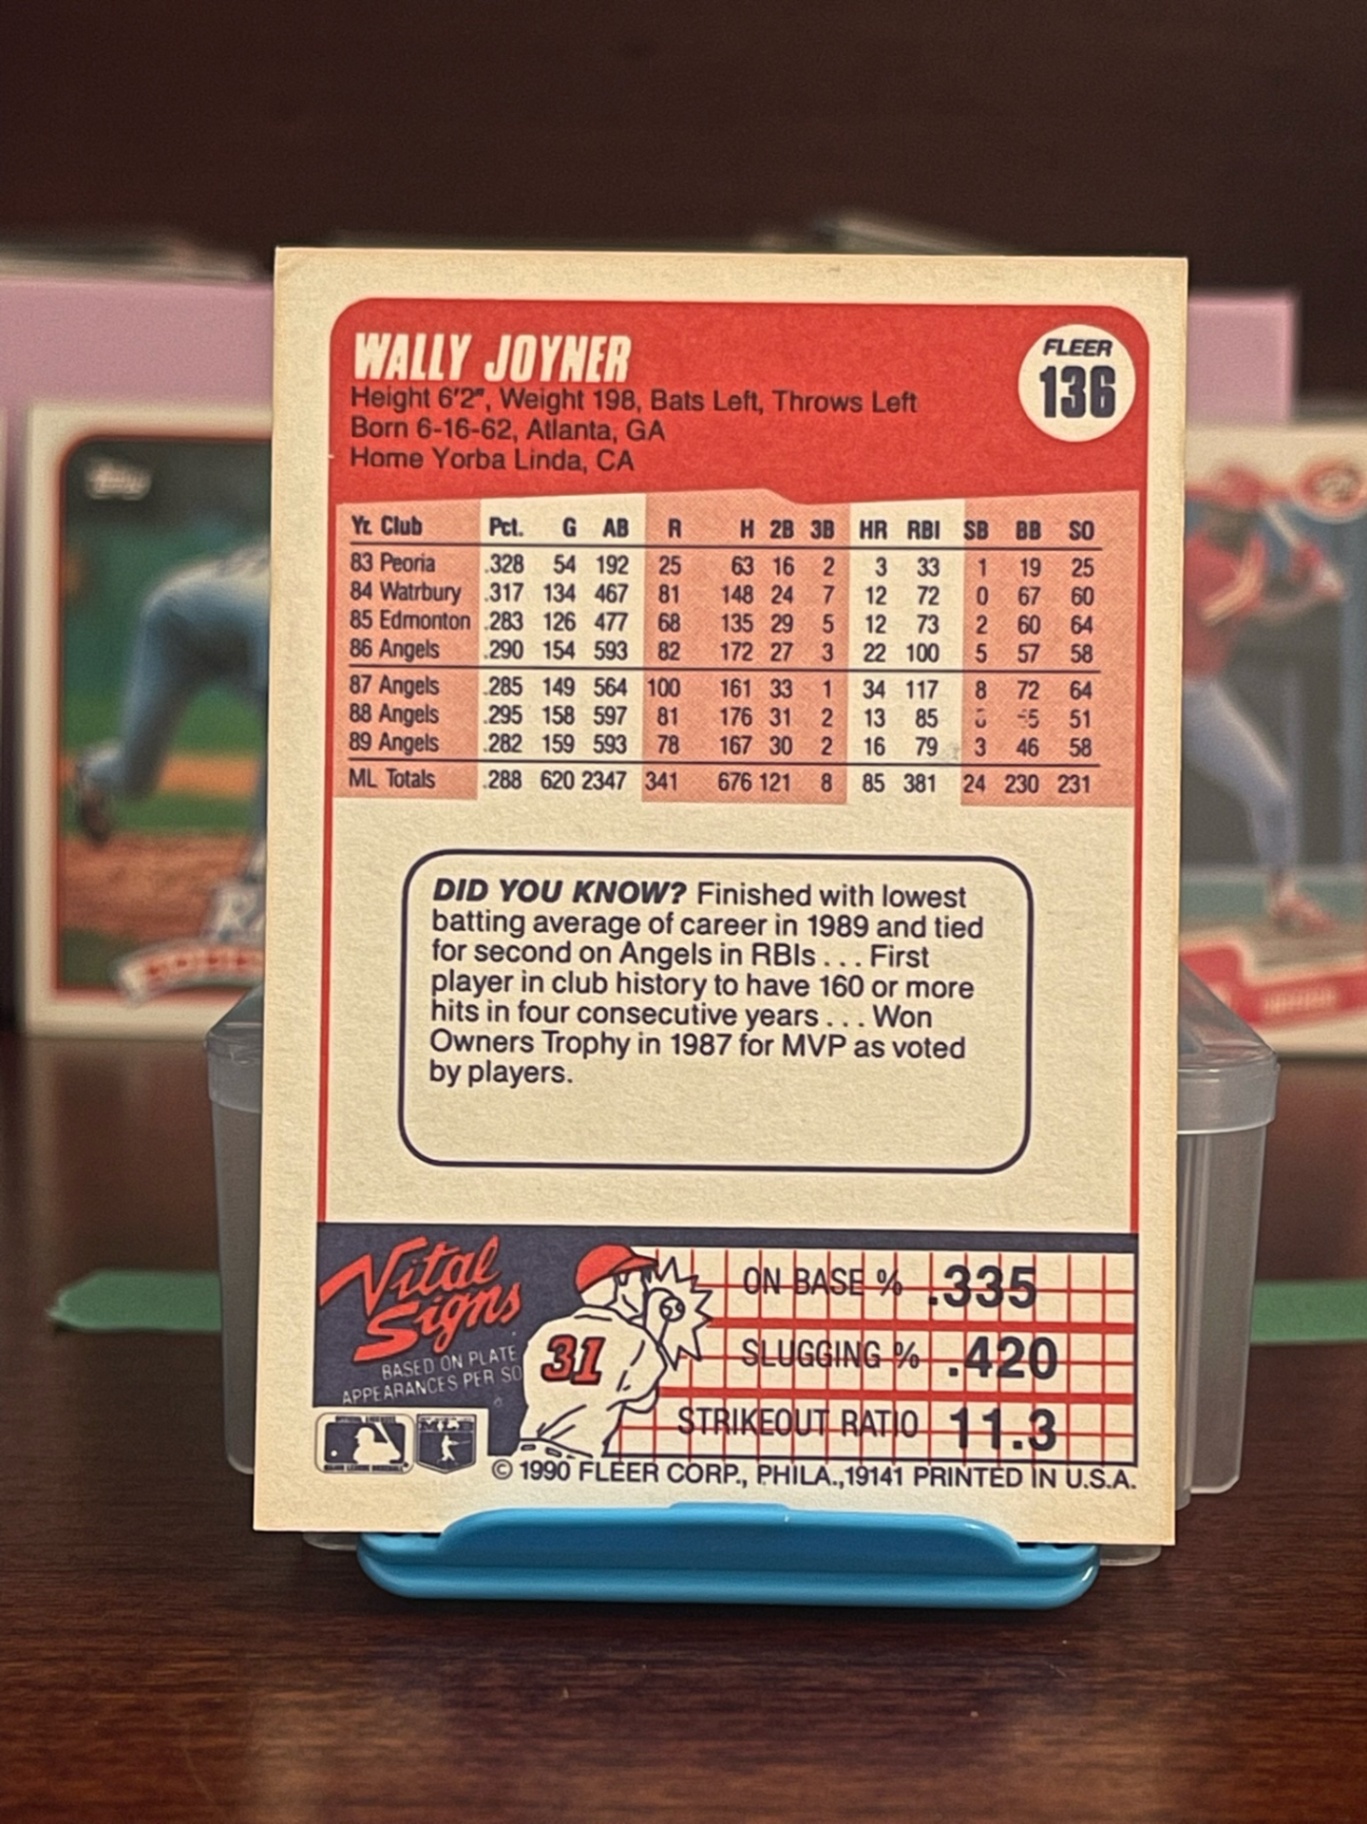 WALLY JOYNER
FLEER
136
Height 6'2", Weight 198, Bats Left, Throws Left
Born 6-16-62, Atlanta, GA
Home Yorba Linda, CA
Yr. Club Pct. G AB R H 2B 3B HR RBI SB BB SO
83 Peoria .328 54 192 25 63 16 2 3 33 1 19 25
84 Watrbury .317 134 467 81 148 24 7 12 72 0 67 60
85 Edmonton .283 126 477 68 135 29 5 12 73 2 60 64
86 Angels .290 154 593 82 172 27 3 22 100 5 57 58
87 Angels .285 149 564 100 161 33 1 34 117 8 72 64
88 Angels .295 158 597 81 176 31 2 13 85 51
89 Angels .282 159 593 78 167 30 2 16 79 3 46 58
ML Totals .288 620 2347 341 676 121 8 85 381 24 230 231
DID YOU KNOW? Finished with lowest
batting average of career in 1989 and tied
for second on Angels in RBIs . . . First
player in club history to have 160 or more
hits in four consecutive years . . . Won
Owners Trophy in 1987 for MVP as voted
by players.
Vital
Signs
BASED ON PLATE
APPEARANCES PER SO
31
ON BASE % .335
SLUGGING % .420
STRIKEOUT RATIO 11.3
© 1990 FLEER CORP., PHILA., 19141 PRINTED IN U.S.A.
Topps